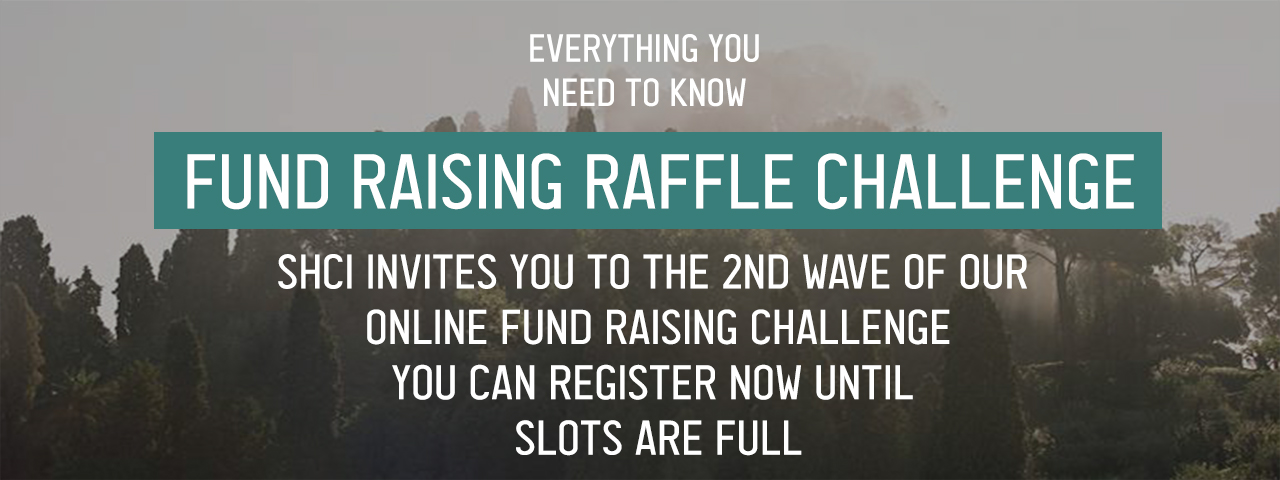 EVERYTHING YOU
NEED TO KNOW
FUND RAISING RAFFLE CHALLENGE
SHCI INVITES YOU TO THE 2ND WAVE OF OUR
ONLINE FUND RAISING CHALLENGE
YOU CAN REGISTER NOW UNTIL
SLOTS ARE FULL